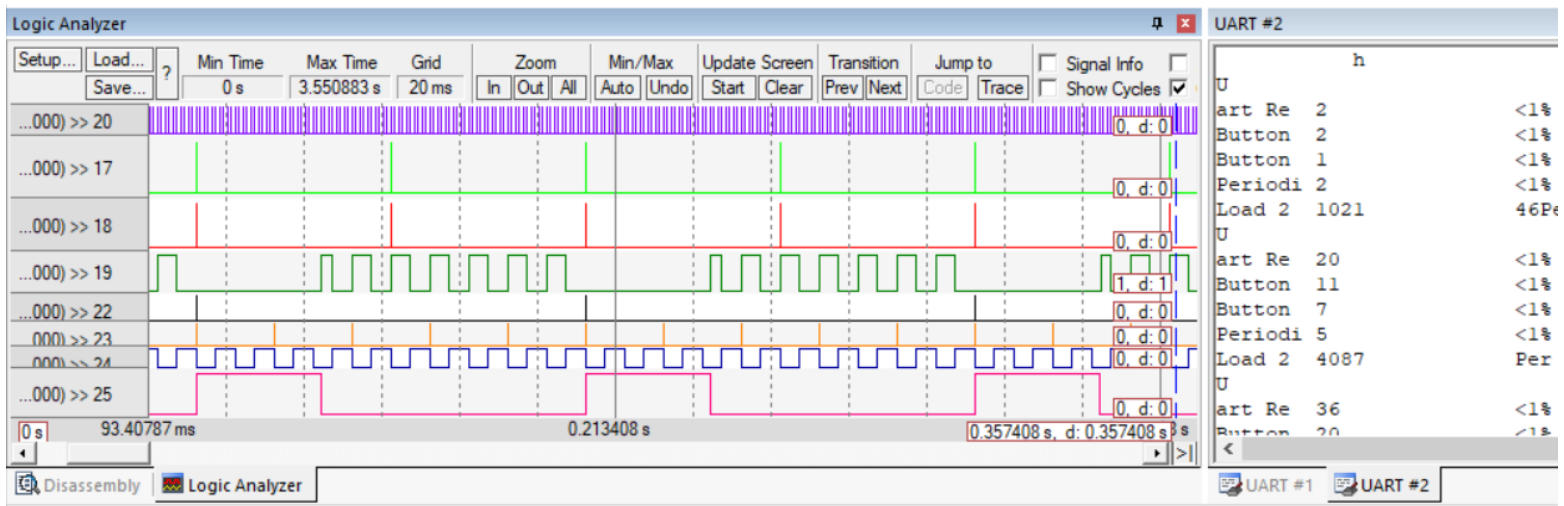 Logic Analyzer
Setup... Load... ? Min Time Max Time Grid Zoom Min/Max Update Screen Transition Jump to Signal Info
Save... 0 s 3.550883 s 20 ms In Out All Auto Undo Start Clear Prev Next Code Trace Show Cycles
...000) >> 20 0, d: 0
...000) >> 17 0, d: 0
...000) >> 18 0, d: 0
...000) >> 19 1, d: 1
...000) >> 22 0, d: 0
000) >> 23 0, d: 0
000) >> 24 0, d: 0
...000) >> 25 0, d: 0
0 s 93.40787 ms 0.213408 s 0.357408 s, d: 0.357408 s s
Disassembly Logic Analyzer
UART #2
h
U
art Re 2 <1%
Button 2 <1%
Button 1 <1%
Periodi 2 <1%
Load 2 1021 46Pe
U
art Re 20 <1%
Button 11 <1%
Button 7 <1%
Periodi 5 <1%
Load 2 4087 Per
U
art Re 36 <1%
Button 20 <1%
UART #1 UART #2